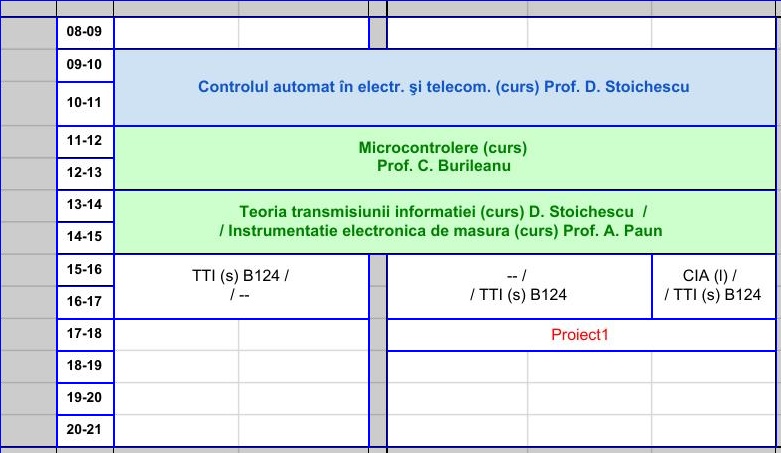 08-09
09-10
10-11
Controlul automat în electr. şi telecom. (curs) Prof. D. Stoichescu
11-12
12-13
Microcontrolere (curs)
Prof. C. Burileanu
13-14
14-15
Teoria transmisiunii informatiei (curs) D. Stoichescu /
/ Instrumentatie electronica de masura (curs) Prof. A. Paun
15-16
16-17
TTI (s) B124 /
/ --
-- /
/ TTI (s) B124
CIA (l) /
/ TTI (s) B124
17-18
Proiect1
18-19
19-20
20-21